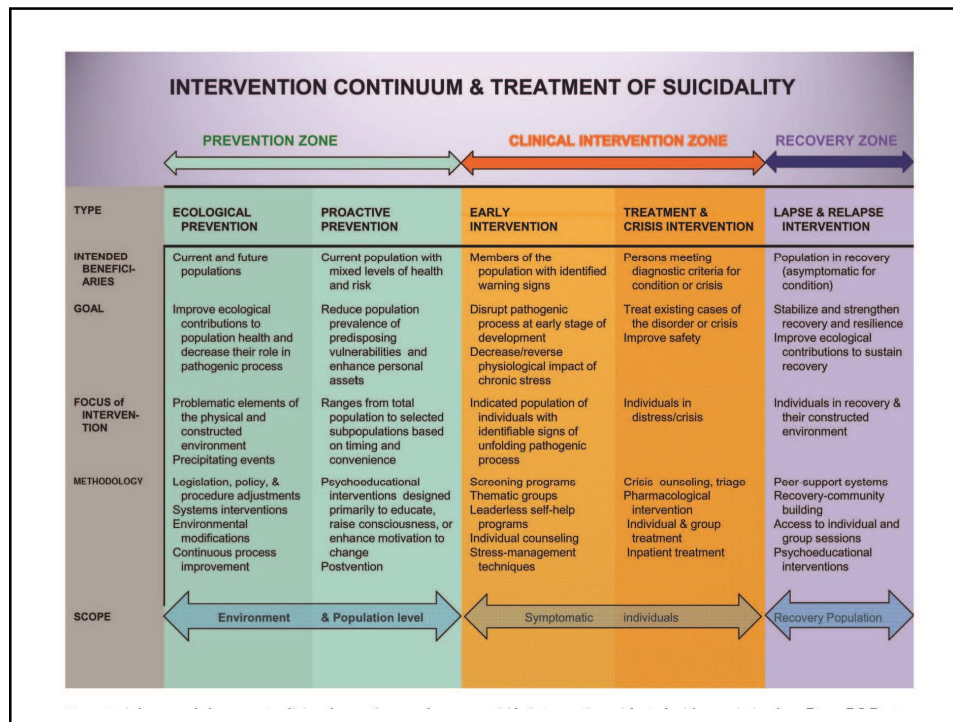 INTERVENTION CONTINUUM & TREATMENT OF SUICIDALITY
PREVENTION ZONE
CLINICAL INTERVENTION ZONE
RECOVERY ZONE
TYPE
ECOLOGICAL
PREVENTION
PROACTIVE
PREVENTION
EARLY
INTERVENTION
TREATMENT &
CRISIS INTERVENTION
LAPSE & RELAPSE
INTERVENTION
INTENDED
BENEFICI-
ARIES
Current and future
populations
Current population with
mixed levels of health
and risk
Members of the
population with identified
warning signs
Persons meeting
diagnostic criteria for
condition or crisis
Population in recovery
(asymptomatic for
condition)
GOAL
Improve ecological
contributions to
population health and
decrease their role in
pathogenic process
Reduce population
prevalence of
predisposing
vulnerabilities and
enhance personal
assets
Disrupt pathogenic
process at early stage of
development
Decrease/reverse
physiological impact of
chronic stress
Treat existing cases of
the disorder or crisis
Improve safety
Stabilize and strengthen
recovery and resilience
Improve ecological
contributions to sustain
recovery
FOCUS of
INTERVEN-
TION
Problematic elements of
the physical and
constructed
environment
Precipitating events
Ranges from total
population to selected
subpopulations based
on timing and
convenience
Indicated population of
individuals with
identifiable signs of
unfolding pathogenic
process
Individuals in
distress/crisis
Individuals in recovery &
their constructed
environment
METHODOLOGY
Legislation, policy, &
procedure adjustments
Systems interventions
Environmental
modifications
Continuous process
improvement
Psychoeducational
interventions designed
primarily to educate,
raise consciousness, or
enhance motivation to
change
Postvention
Screening programs
Thematic groups
Leaderless self-help
programs
Individual counseling
Stress-management
techniques
Crisis ounseling, triage
Pharmacological
intervention
Individual & group
treatment
Inpatient treatment
Peer-support systems
Recovery-community
building
Access to individual and
group sessions
Psychoeducational
interventions
SCOPE
Environment & Population level
Symptomatic individuals
Recovery Population